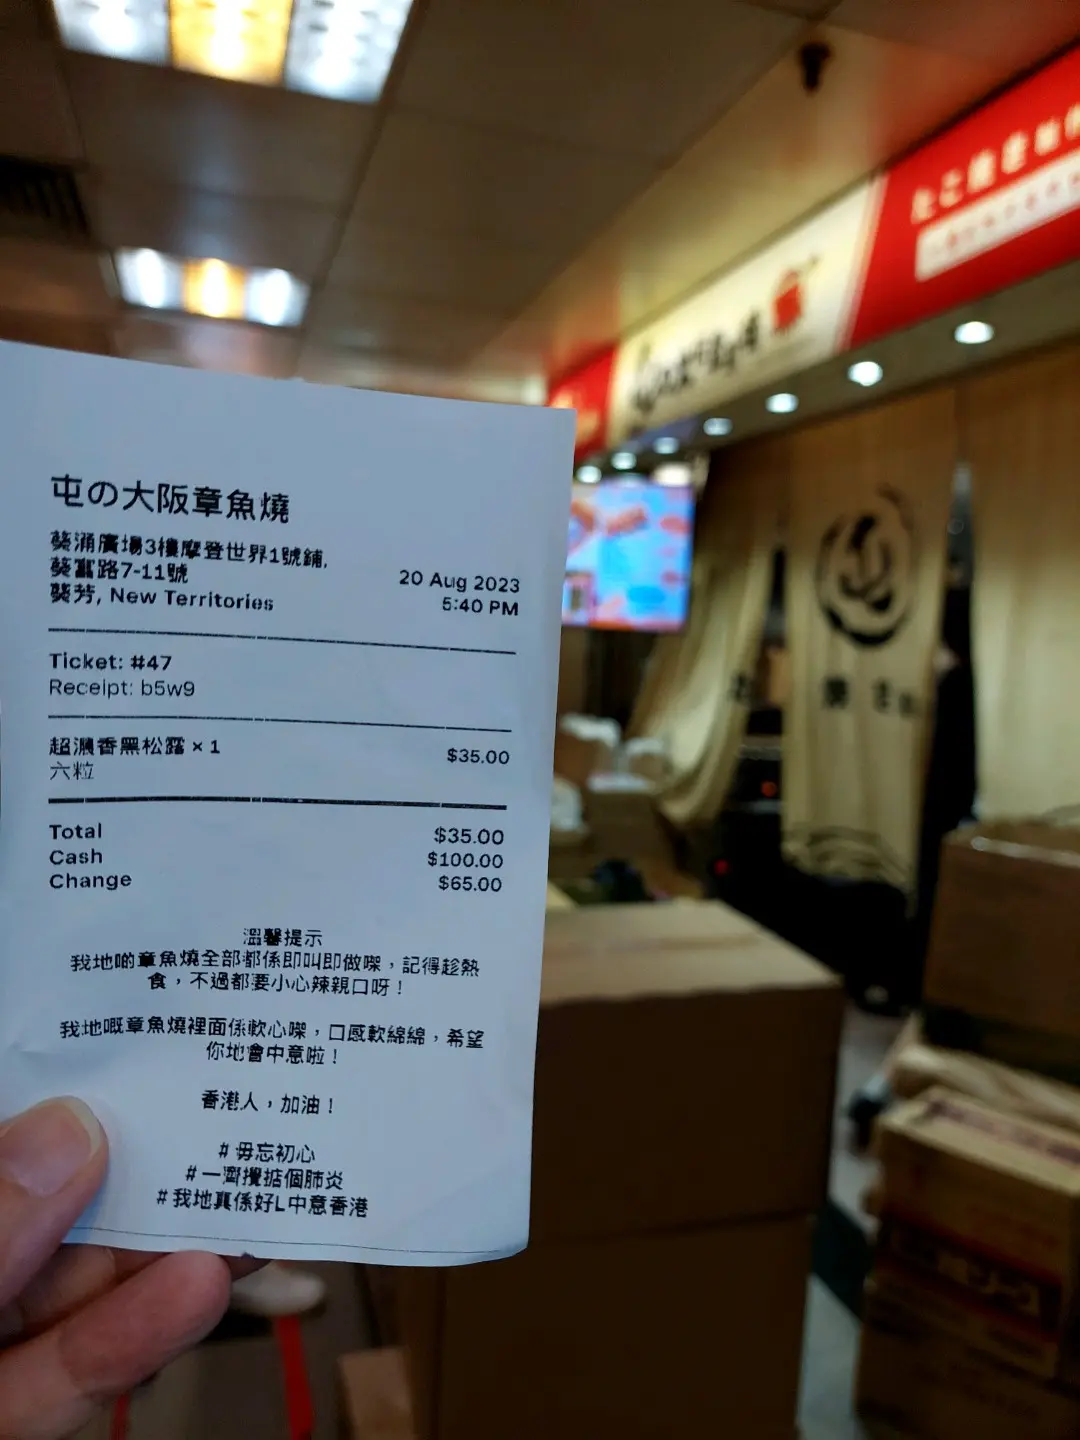 屯の大阪章魚燒
葵涌廣場3樓摩登世界1號鋪,
葵富路7-11號
葵芳, New Territories
20 Aug 2023
5:40 PM
Ticket: #47
Receipt: b5w9
超濃香黑松露 × 1
$35.00
六粒
Total $35.00
Cash $100.00
Change $65.00
溫馨提示
我地啲章魚燒全部都係即叫即做㗎，記得趁熱
食，不過都要小心辣親口呀！
我地嘅章魚燒裡面係軟心㗎，口感軟綿綿，希望
你地會中意啦！
香港人，加油！
# 毋忘初心
# 一齊攪掂個肺炎
# 我地真係好L中意香港